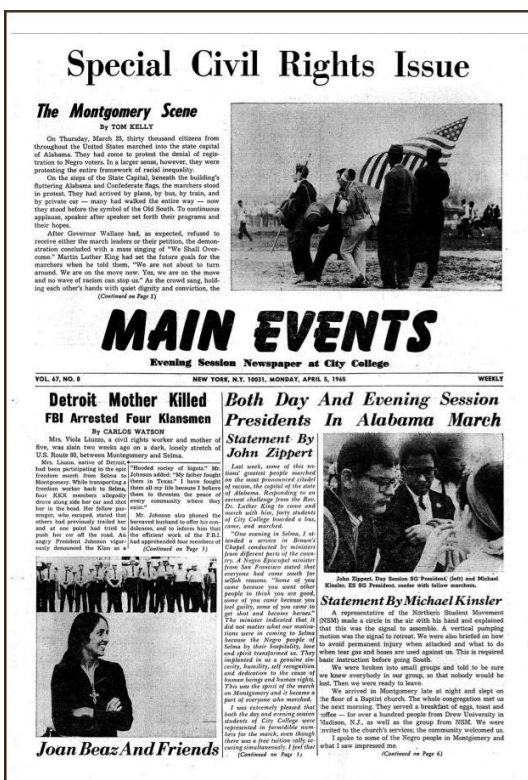 Special Civil Rights Issue
The Montgomery Scene
By TOM KELLY
On Thursday, March 25, thirty thousand citizens from
throughout the United States marched into the state capital
of Alabama. They had come to protest the denial of regis-
tration to Negro voters. In a larger sense, however, they were
protesting the entire framework of racial inequality.
On the steps of the State Capital, beneath the building's
fluttering Alabama and Confederate flags, the marchers stood
in protest. They had arrived by plane, by bus, by train, and
by private car — many had walked the entire way — now
they stood before the symbol of the Old South. To continuous
applause, speaker after speaker set forth their programs and
their hopes.
After Governor Wallace had, as expected, refused to
receive either the march leaders or their petition, the demon-
stration concluded with a mass singing of "We Shall Over-
come." Martin Luther King had set the future goals for the
marchers when he told them, "We are not about to turn
around. We are on the move now. Yes, we are on the move
and no wave of racism can stop us." As the crowd sang, hold-
ing each other's hands with quiet dignity and conviction, the
(Continued on Page 2)
MAIN EVENTS
Evening Session Newspaper at City College
VOL. 67, NO. 8
NEW YORK, N.Y. 10031, MONDAY, APRIL 5, 1965
WEEKLY
Detroit Mother Killed
FBI Arrested Four Klansmen
By CARLOS WATSON
Mrs. Viola Liuzzo, a civil rights worker and mother of
five, was slain two weeks ago on a dark, lonely stretch of
U.S. Route 80, between Montgomery and Selma.
Mrs. Liuzzo, native of Detroit,
had been participating in the epic
freedom march from Selma to
Montgomery. While transporting a
freedom worker back to Selma,
four KKK members allegedly
drove along side her car and shot
her in the head. Her fellow pas-
senger, who escaped, stated that
others had previously trailed her
and at one point had tried to
push her car off the road. An
angry President Johnson vigor-
ously denounced the Klan as a
"Hooded society of bigots." Mr.
Johnson added: "My father fought
them in Texas." I have fought
them all my life because I believe
them to threaten the peace of
every community where they
exist."
Mr. Johnson also phoned the
bereaved husband to offer his con-
dolences, and to inform him that
the efficient work of the F.B.I.
had apprehended four members of
(Continued on Page 5)
Joan Beaz And Friends
Both Day And Evening Session
Presidents In Alabama March
Statement By
John Zippert
Last week, some of this na-
tions' greatest people marched
on the most pronounced citadel
of racism, the capital of the state
of Alabama. Responding to an
earnest challenge from the Rev.
Dr. Luther King to come and
march with him, forty students
of City College boarded a bus,
came, and marched.
"One evening in Selma, I at-
tended a service in Brown's
Chapel conducted by ministers
from different parts of the coun-
try. A Negro Episcopal minister
from San Francisco stated that
everyone had come south for
selfish reasons. "Some of you
came because you want other
people to think you are good,
some of you came because you
feel guilty, some of you came to
get shot and become heroes."
The minister indicated that it
did not matter what our motiva-
tions were in coming to Selma
because the Negro people of
Selma by their hospitality, love
and spirit transformed us. They
implanted in us a genuine sin-
cerity, humility, self recognition
and dedication to the cause of
human beings and human rights.
This was the spirit of the march
on Montgomery and it became a
part of everyone who marched.
I was extremely pleased that
both the day and evening session
students of City College were
represented in formidible num-
bers for the march, even though
there was a free tuition rally oc-
curing simultaneously. I feel that
(Continued on Page 5)
John Zippert, Day Session SG President, (left) and Michael
Kinsler, ES SG President, confer with fellow marchers.
Statement By Michael Kinsler
A representative of the Northern Student Movement
(NSM) made a circle in the air with his hand and explained
that this was the signal to assemble. A vertical pumping
motion was the signal to retreat. We were also briefed on how
to avoid permanent injury when attacked and what to do
when tear gas and hoses are used against us. This is required
basic instruction before going South.
We were broken into small groups and told to be sure
we knew everybody in our group, so that nobody would be
lost. Then we were ready to leave.
We arrived in Montgomery late at night and slept on
the floor of a Baptist church. The whole congregation met us
the next morning. They served a breakfast of eggs, toast and
coffee — for over a hundred people from Drew University in
Madison, N.J., as well as the group from NSM. We were
invited to the church's services; the community welcomed us.
I spoke to some of the Negro people in Montgomery and
what I saw impressed me.
(Continued on Page 6)